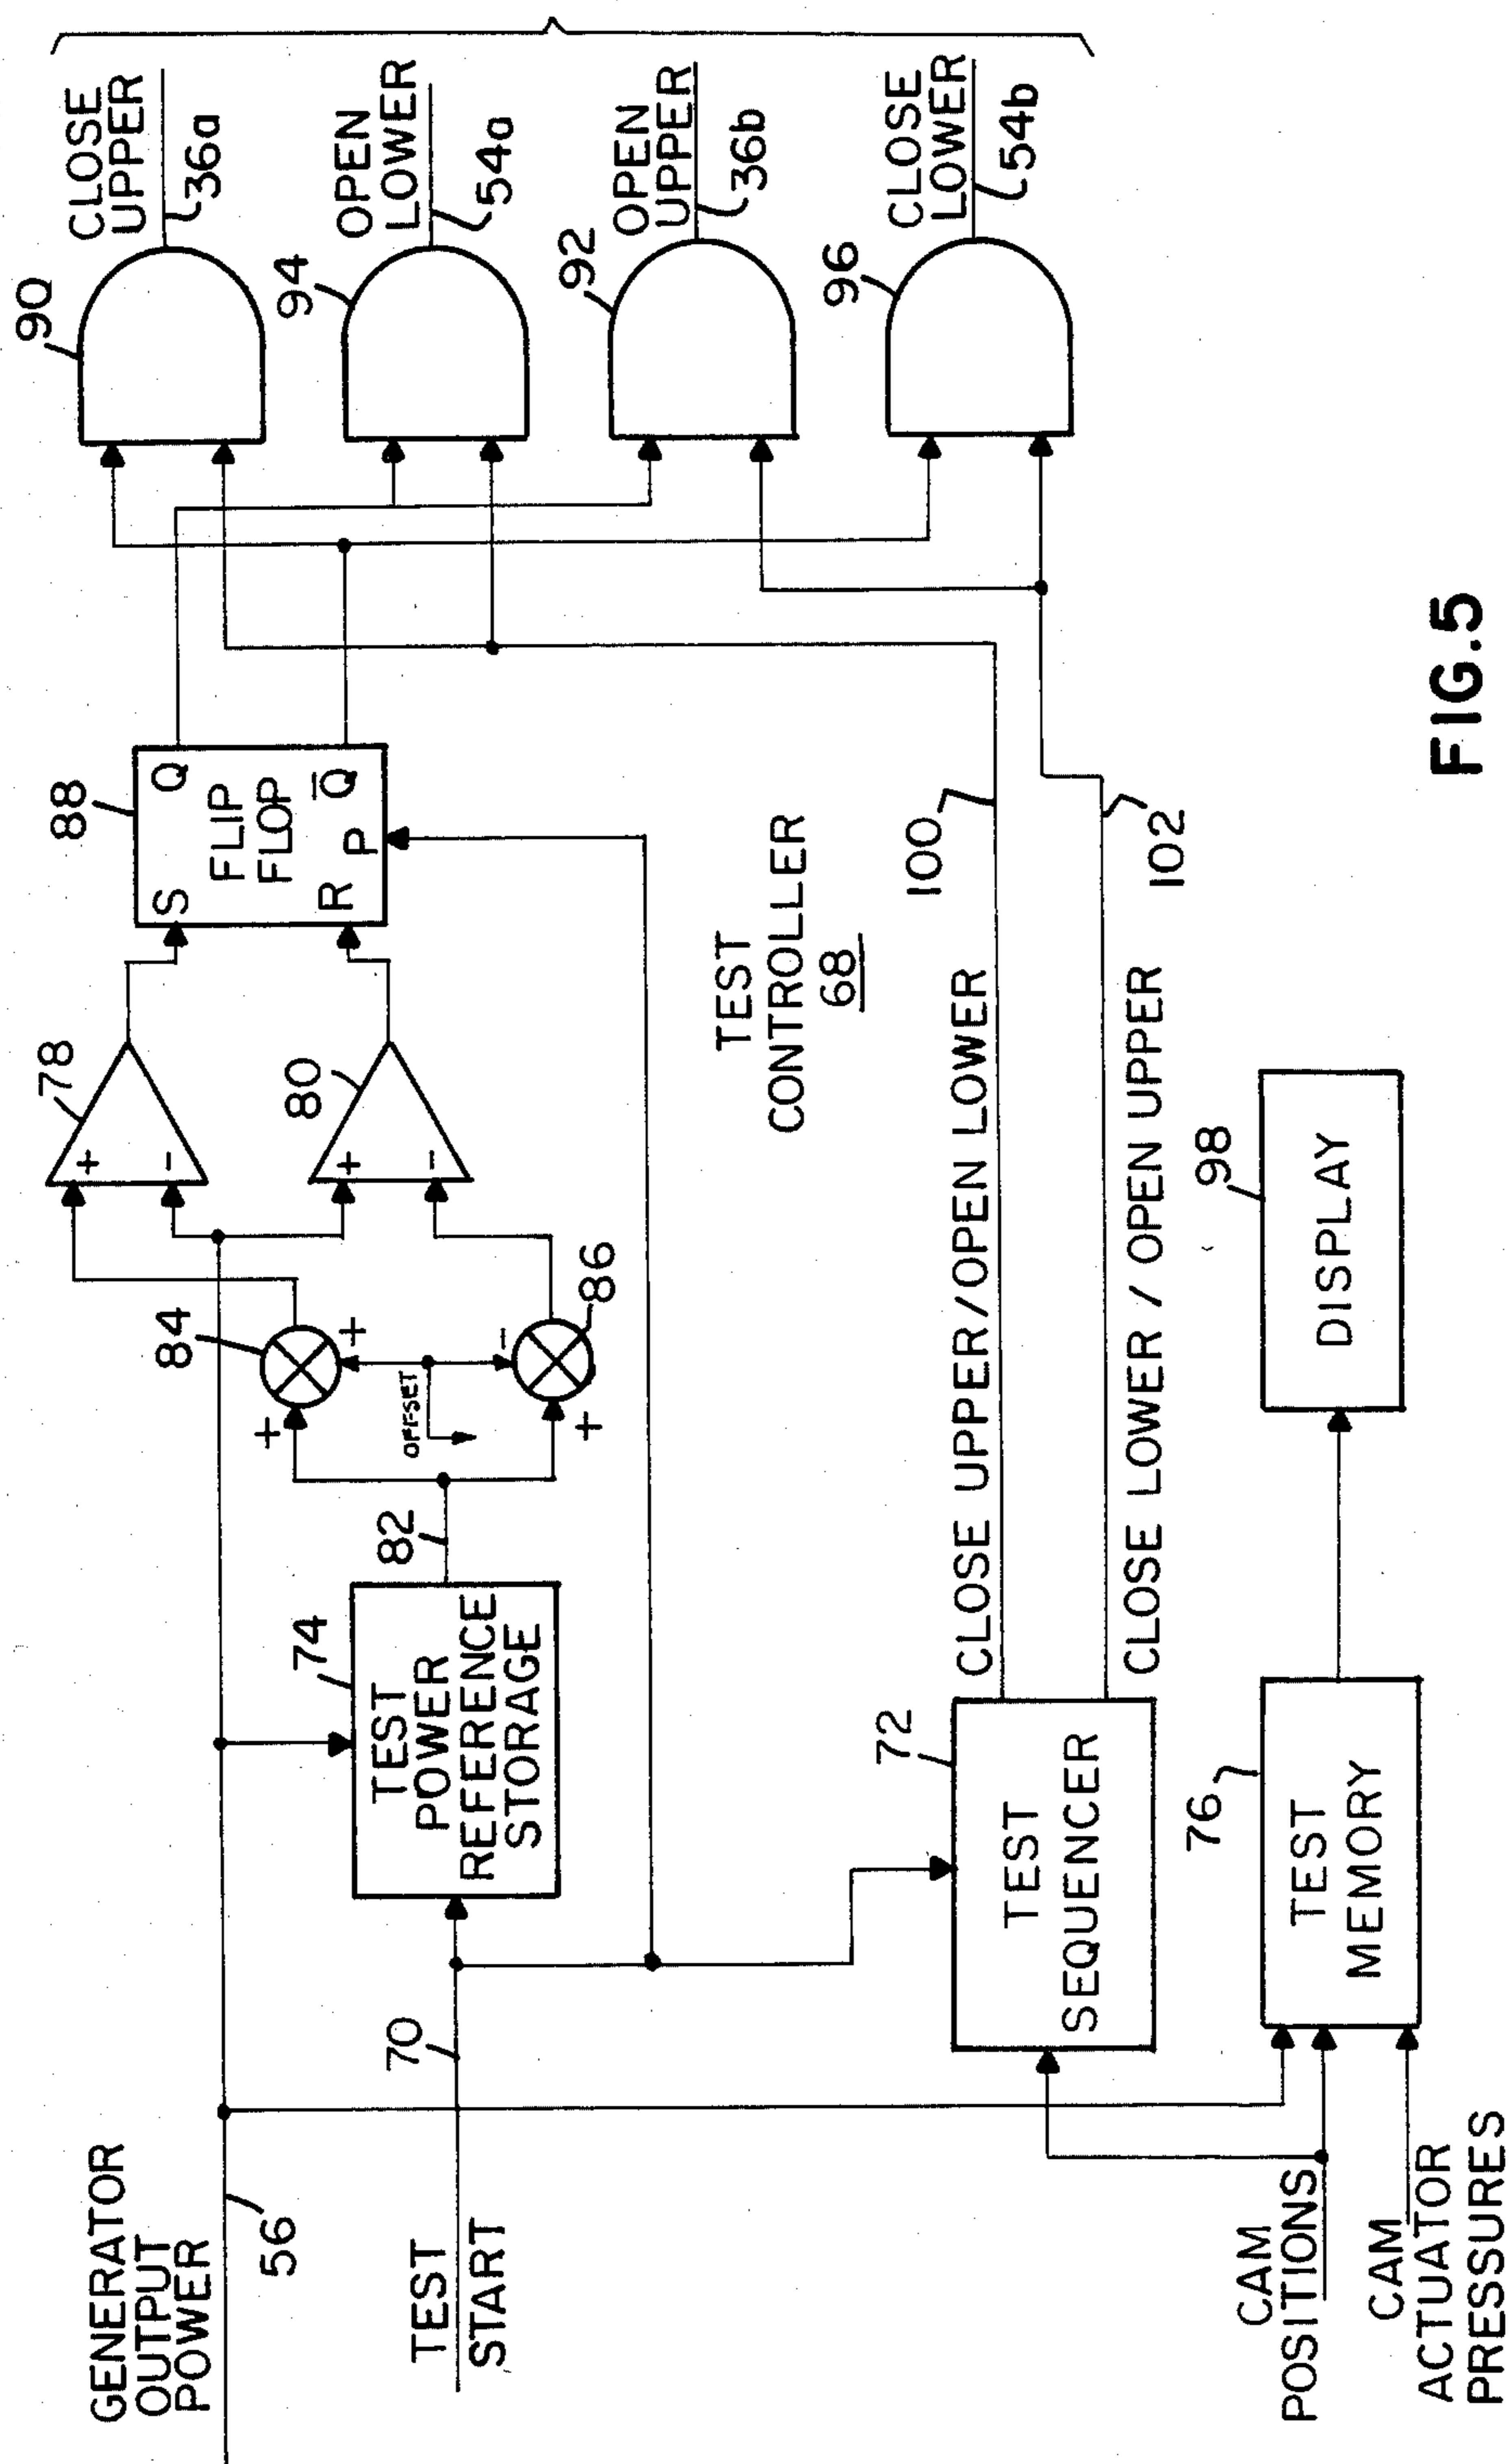 GENERATOR
OUTPUT
POWER
56
TEST
START
70
74
TEST
POWER
REFERENCE
STORAGE
82
84
+
+
OFFSET
-
+
86
78
+
-
80
+
-
88
S
Q
FLIP
FLOP
R
P
Q̅
90
CLOSE
UPPER
36a
94
OPEN
LOWER
54a
92
OPEN
UPPER
36b
96
CLOSE
LOWER
54b
TEST
CONTROLLER
68
72
TEST
SEQUENCER
CLOSE UPPER/OPEN LOWER
100
CLOSE LOWER / OPEN UPPER
102
CAM
POSITIONS
CAM
ACTUATOR
PRESSURES
76
TEST
MEMORY
98
DISPLAY
FIG.5